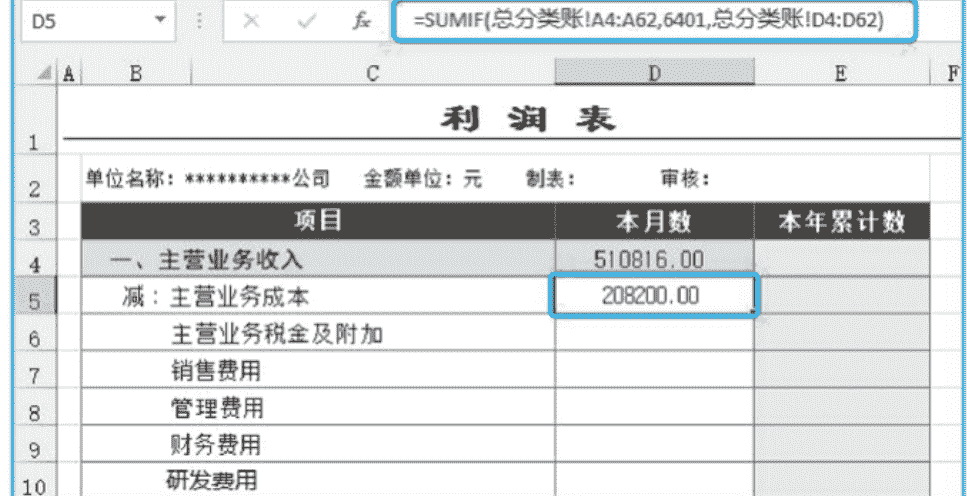 D5 fx =SUMIF(总分类账!A4:A62,6401,总分类账!D4:D62)
A B C D E F
1 利 润 表
2 单位名称：**********公司 金额单位：元 制表： 审核：
3 项目 本月数 本年累计数
4 一、主营业务收入 510816.00
5 减：主营业务成本 208200.00
6 主营业务税金及附加
7 销售费用
8 管理费用
9 财务费用
10 研发费用